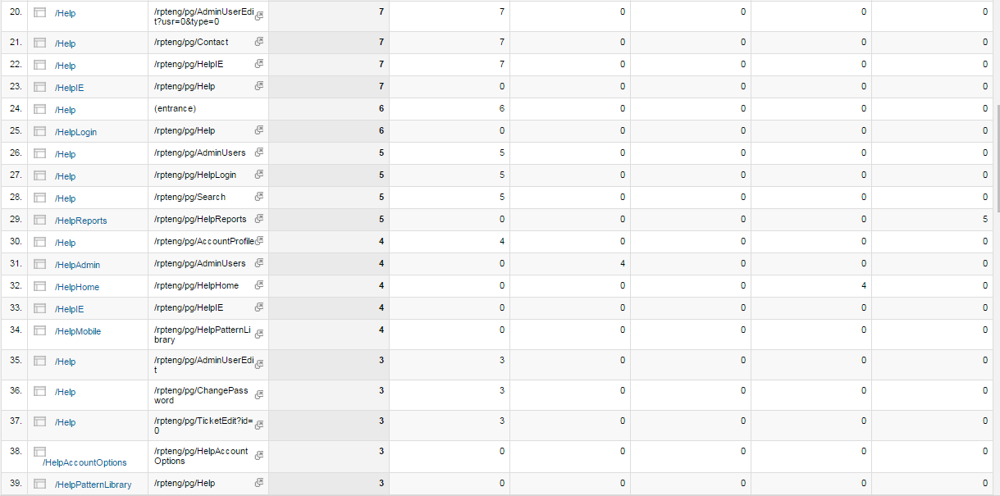 20. /Help /rpteng/pg/AdminUserEdi 7 7 0 0 0 0
t?usr=0&type=0
21. /Help /rpteng/pg/Contact 7 7 0 0 0 0
22. /Help /rpteng/pg/HelpIE 7 7 0 0 0 0
23. /HelpIE /rpteng/pg/Help 7 0 0 0 0 0
24. /Help (entrance) 6 6 0 0 0 0
25. /HelpLogin /rpteng/pg/Help 6 0 0 0 0 0
26. /Help /rpteng/pg/AdminUsers 5 5 0 0 0 0
27. /Help /rpteng/pg/HelpLogin 5 5 0 0 0 0
28. /Help /rpteng/pg/Search 5 5 0 0 0 0
29. /HelpReports /rpteng/pg/HelpReports 5 0 0 0 0 5
30. /Help /rpteng/pg/AccountProfile 4 4 0 0 0 0
31. /HelpAdmin /rpteng/pg/AdminUsers 4 0 4 0 0 0
32. /HelpHome /rpteng/pg/HelpHome 4 0 0 0 4 0
33. /HelpIE /rpteng/pg/HelpIE 4 0 0 0 0 0
34. /HelpMobile /rpteng/pg/HelpPatternLi 4 0 0 0 0 0
brary
35. /Help /rpteng/pg/AdminUserEdi 3 3 0 0 0 0
t
36. /Help /rpteng/pg/ChangePass 3 3 0 0 0 0
word
37. /Help /rpteng/pg/TicketEdit?id= 3 3 0 0 0 0
0
38. /rpteng/pg/HelpAccount 3 0 0 0 0 0
/HelpAccountOptions Options
39. /HelpPatternLibrary /rpteng/pg/Help 3 0 0 0 0 0